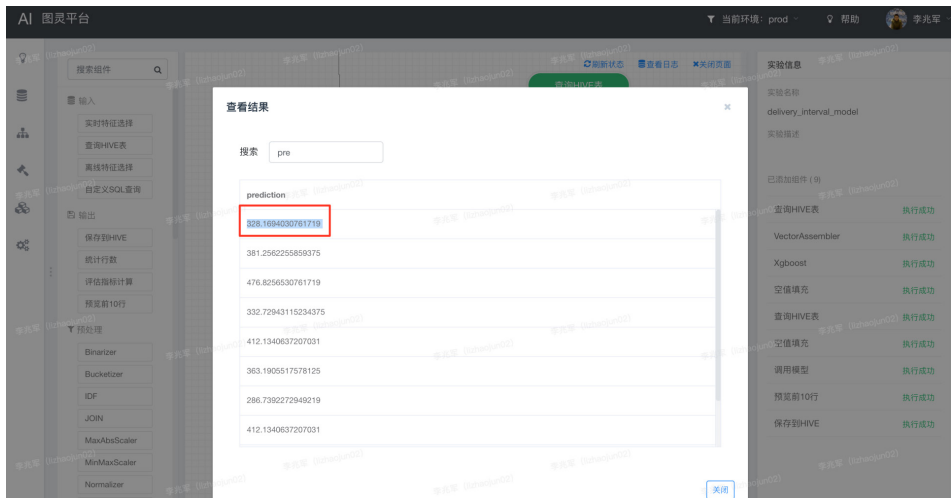 AI 图灵平台
当前环境: prod
帮助
李兆军
搜索组件
输入
实时特征选择
查询HIVE表
离线特征选择
自定义SQL查询
输出
保存到HIVE
统计行数
评估指标计算
预览前10行
预处理
Binarizer
Bucketizer
IDF
JOIN
MaxAbsScaler
MinMaxScaler
Normalizer
刷新状态 查看日志 关闭页面
查询HIVE表
查看结果
搜索 pre
prediction
328.1694030761719
381.2562255859375
476.8256530761719
332.72943115234375
412.1340637207031
363.1905517578125
286.7392272949219
412.1340637207031
关闭
实验信息
实验名称
delivery_interval_model
实验描述
已添加组件 (9)
查询HIVE表 执行成功
VectorAssembler 执行成功
Xgboost 执行成功
空值填充 执行成功
查询HIVE表 执行成功
空值填充 执行成功
调用模型 执行成功
预览前10行 执行成功
保存到HIVE 执行成功